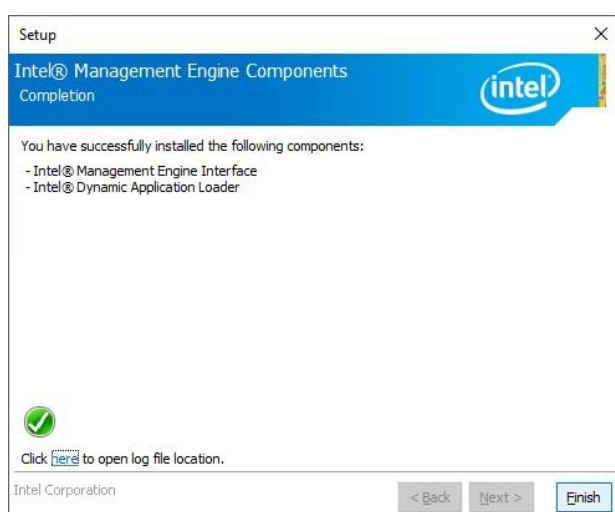 Setup
Intel® Management Engine Components
Completion
intel
You have successfully installed the following components:
- Intel® Management Engine Interface
- Intel® Dynamic Application Loader
Click here to open log file location.
Intel Corporation
< Back Next > Finish